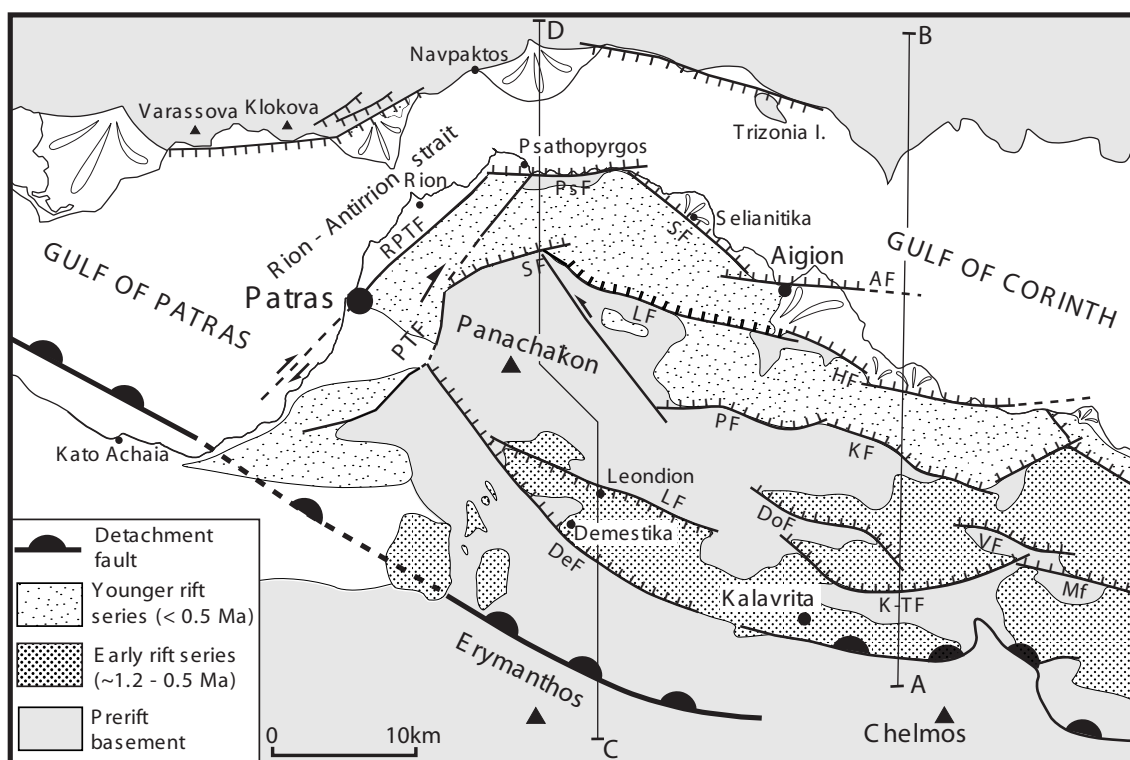 D
B
Navpaktos
Varassova
Klokova
Trizonia I.
Psathopyrgos
Rion - Antirrion strait
Rion
PsF
RPTF
SF
Selianitika
GULF OF PATRAS
GULF OF CORINTH
Aigion
AF
Patras
SF
LF
PTF
Panachaïkon
HF
PF
KF
Kato Achaia
Leondion
LF
DoF
Demestika
DeF
VF
Mf
Kalavrita
K-TF
Erymanthos
A
Chelmos
C
Detachment
fault
Younger rift
series (< 0.5 Ma)
Early rift series
(~1.2 - 0.5 Ma)
Prerift
basement
0
10km